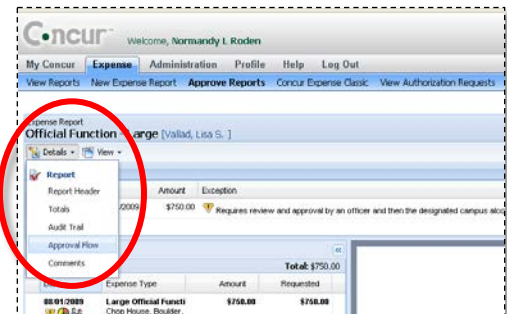 C•ncur Welcome, Normandy L Roden
My Concur Expense Administration Profile Help Log Out
View Reports New Expense Report Approve Reports Concur Expense Classic View Authorization Requests
Expense Report
Official Function - Large [Vallad, Lisa S. ]
Details View
Report
Report Header Amount Exception
Totals /2009 $750.00 Requires review and approval by an officer and then the designated campus
Audit Trail
Approval Flow
Comments Total: $750.00
Expense Type Amount Requested
08/01/2009 Large Official Functi $750.00 $750.00
Chop House, Boulder,